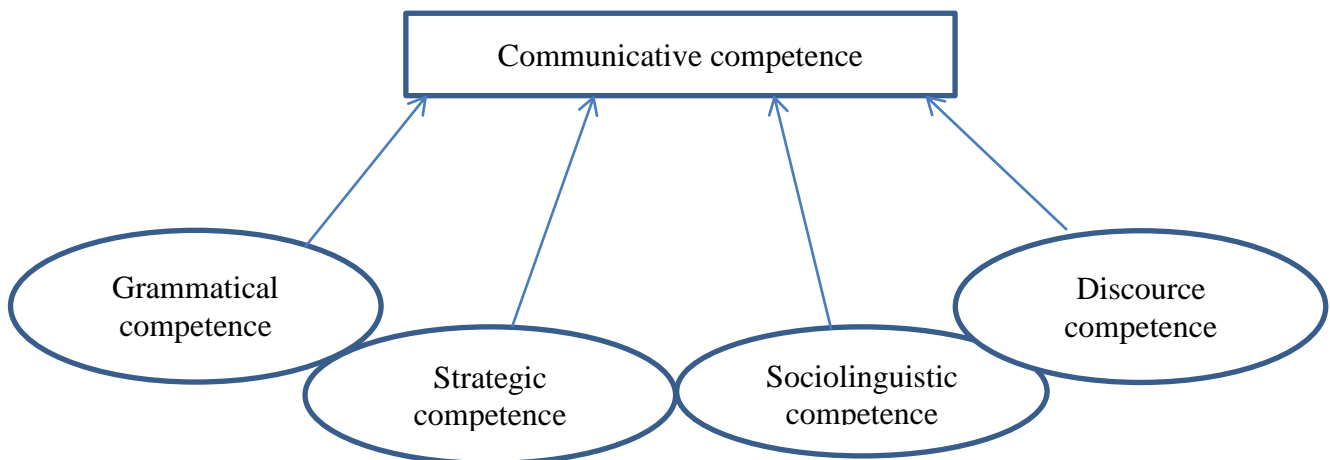 Communicative competence
Grammatical
competence
Strategic
competence
Sociolinguistic
competence
Discource
competence